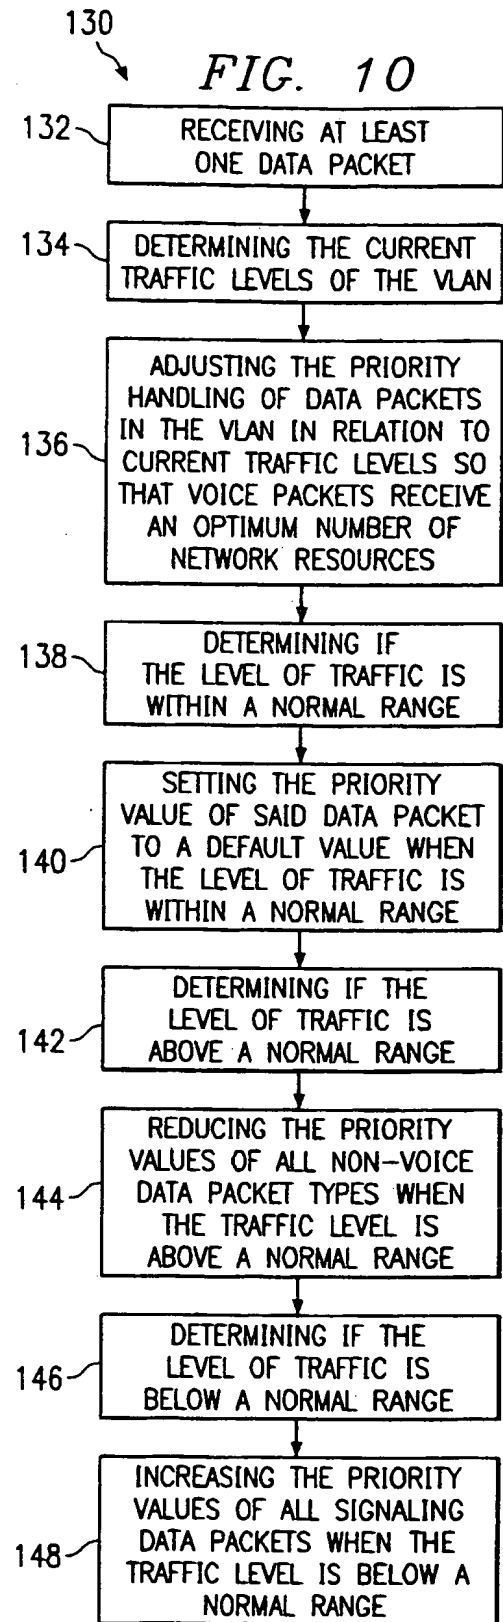 130
FIG. 10
132
RECEIVING AT LEAST
ONE DATA PACKET
134
DETERMINING THE CURRENT
TRAFFIC LEVELS OF THE VLAN
136
ADJUSTING THE PRIORITY
HANDLING OF DATA PACKETS
IN THE VLAN IN RELATION TO
CURRENT TRAFFIC LEVELS SO
THAT VOICE PACKETS RECEIVE
AN OPTIMUM NUMBER OF
NETWORK RESOURCES
138
DETERMINING IF
THE LEVEL OF TRAFFIC IS
WITHIN A NORMAL RANGE
140
SETTING THE PRIORITY
VALUE OF SAID DATA PACKET
TO A DEFAULT VALUE WHEN
THE LEVEL OF TRAFFIC IS
WITHIN A NORMAL RANGE
142
DETERMINING IF THE
LEVEL OF TRAFFIC IS
ABOVE A NORMAL RANGE
144
REDUCING THE PRIORITY
VALUES OF ALL NON-VOICE
DATA PACKET TYPES WHEN
THE TRAFFIC LEVEL IS
ABOVE A NORMAL RANGE
146
DETERMINING IF THE
LEVEL OF TRAFFIC IS
BELOW A NORMAL RANGE
148
INCREASING THE PRIORITY
VALUES OF ALL SIGNALING
DATA PACKETS WHEN THE
TRAFFIC LEVEL IS BELOW A
NORMAL RANGE